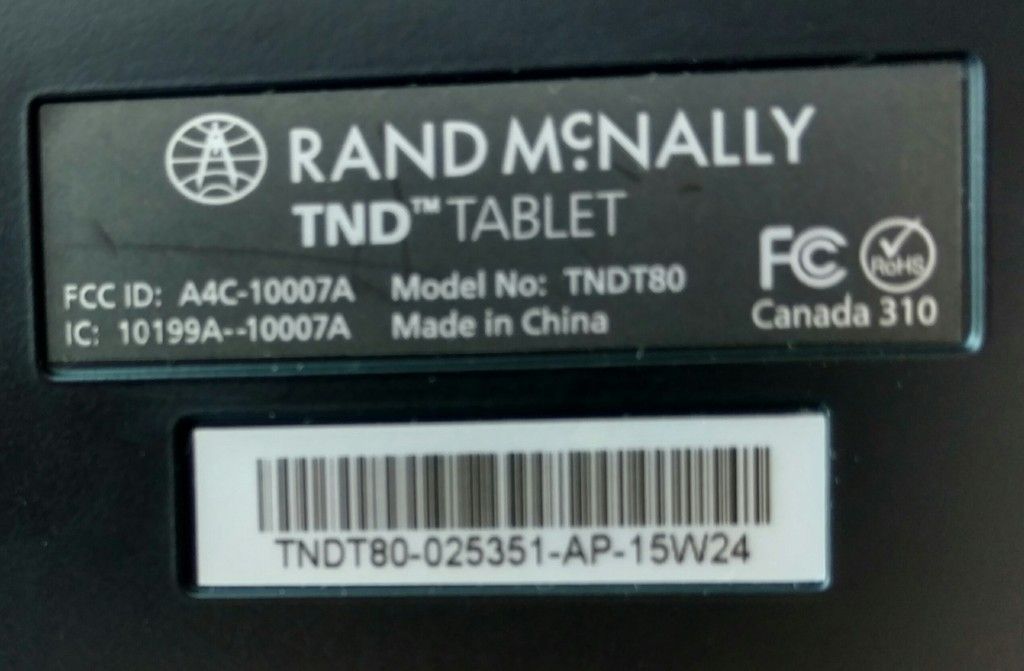 RAND McNALLY
TND™ TABLET
FCC ID: A4C-10007A Model No: TNDT80
IC: 10199A--10007A Made in China
FC RoHS
Canada 310
TNDT80-025351-AP-15W24